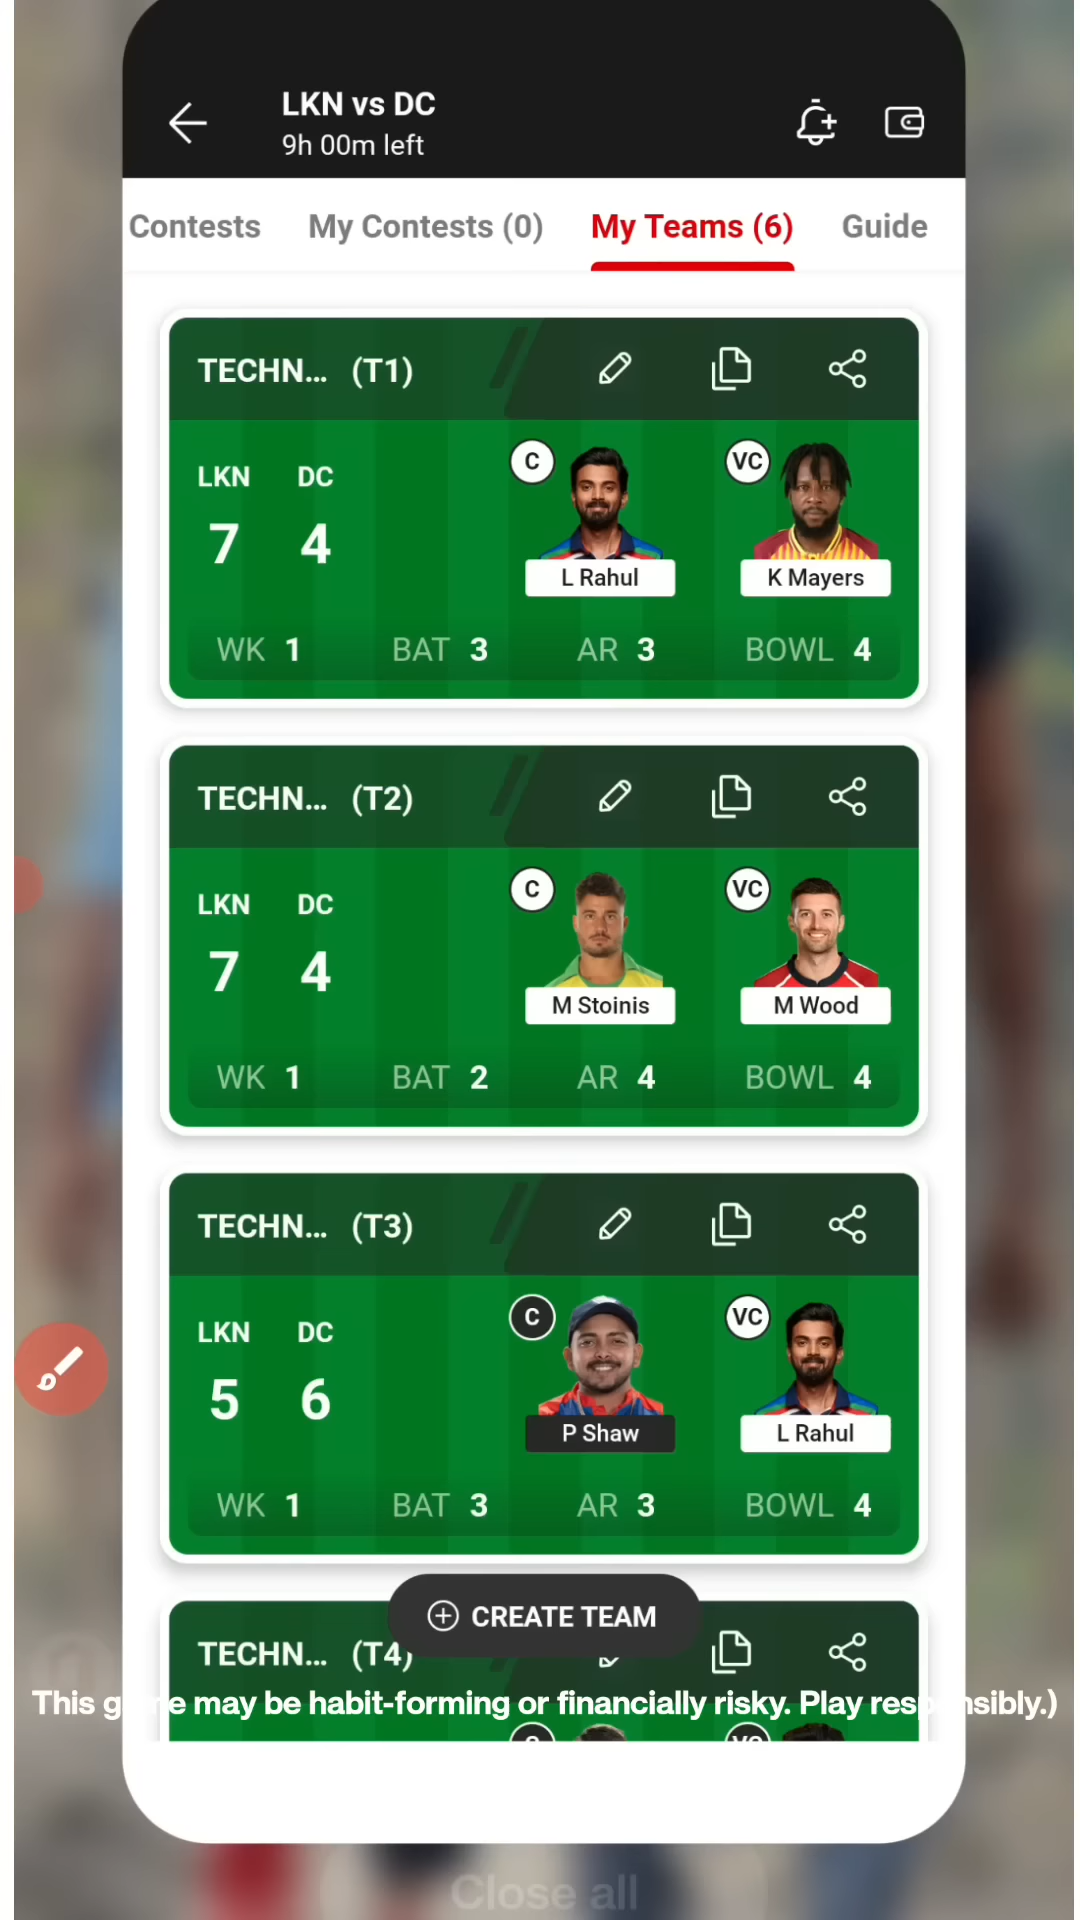 LKN vs DC
9h 00m left
Contests My Contests (0) My Teams (6) Guide
TECHN... (T1)
LKN DC C VC
7 4
L Rahul K Mayers
WK 1 BAT 3 AR 3 BOWL 4
TECHN... (T2)
LKN DC C VC
7 4
M Stoinis M Wood
WK 1 BAT 2 AR 4 BOWL 4
TECHN... (T3)
LKN DC C VC
5 6
P Shaw L Rahul
WK 1 BAT 3 AR 3 BOWL 4
CREATE TEAM
TECHN... (T4)
This game may be habit-forming or financially risky. Play responsibly.)
C VC
Close all